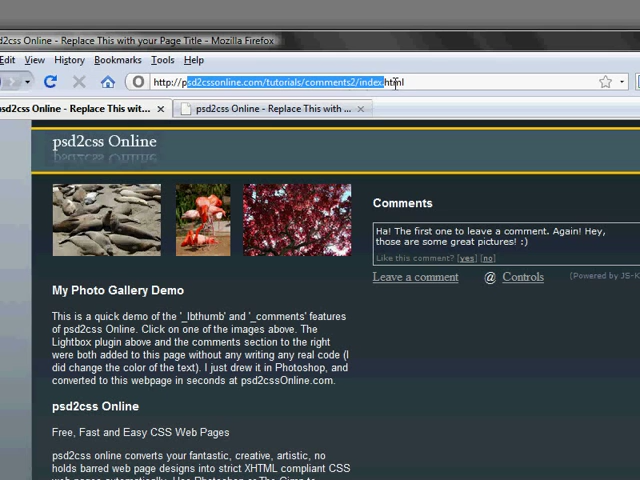 d2css Online - Replace This with your Page Title - Mozilla Firefox
Edit View History Bookmarks Tools Help
http://psd2cssonline.com/tutorials/comments2/index.html
psd2css Online - Replace This wit... psd2css Online - Replace This with ...
psd2css Online
Comments
Ha! The first one to leave a comment. Again! Hey,
those are some great pictures! :)
Like this comment? [yes] [no]
Leave a comment @ Controls (Powered by JS-K
My Photo Gallery Demo
This is a quick demo of the '_lbthumb' and '_comments' features
of psd2css Online. Click on one of the images above. The
Lightbox plugin above and the comments section to the right
were both added to this page without any writing any real code (I
did change the color of the text). I just drew it in Photoshop, and
converted to this webpage in seconds at psd2cssOnline.com.
psd2css Online
Free, Fast and Easy CSS Web Pages
psd2css online converts your fantastic, creative, artistic, no
holds barred web page designs into strict XHTML compliant CSS